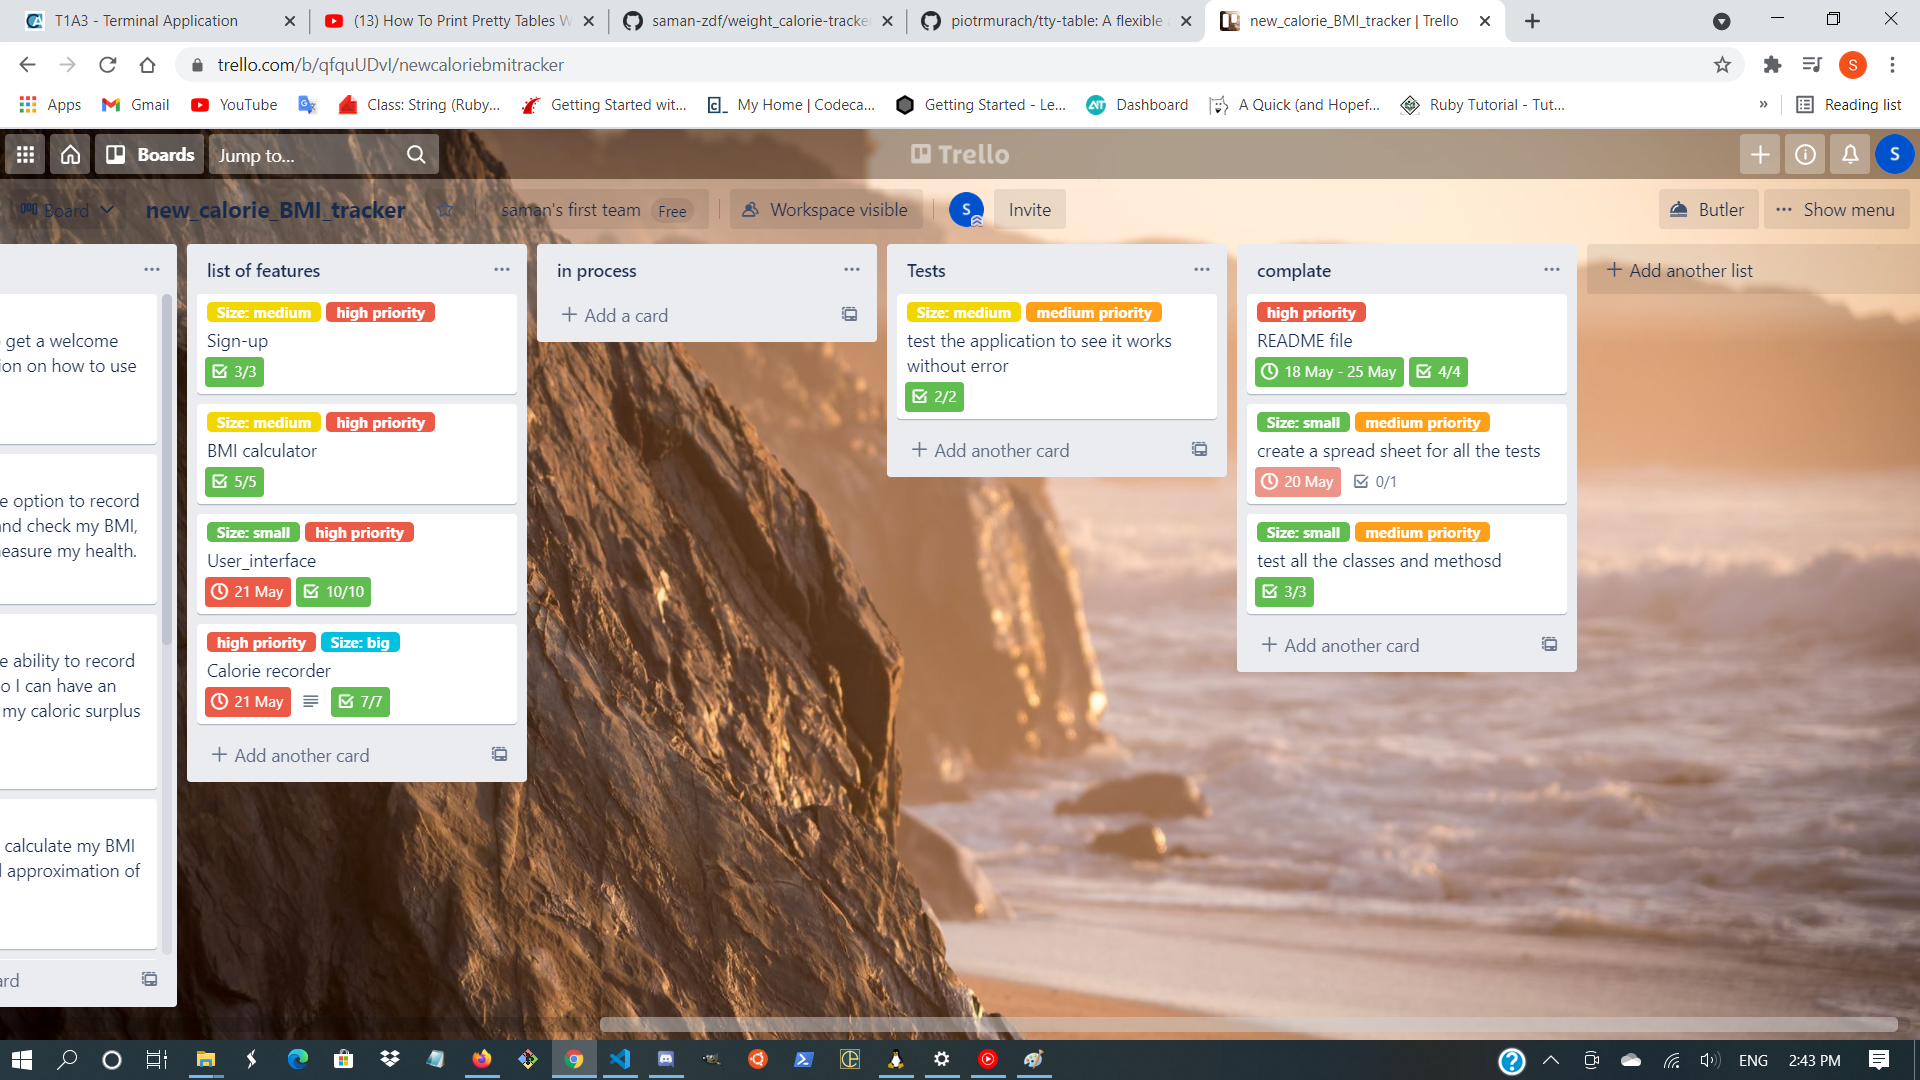 T1A3 - Terminal Application
(13) How To Print Pretty Tables W
saman-zdf/weight_calorie-tracke
piotrmurach/tty-table: A flexible
new_calorie_BMI_tracker | Trello
trello.com/b/qfquUDvI/newcaloriebmitracker
S
Apps
Gmail
YouTube
Class: String (Ruby...
Getting Started wit...
My Home | Codeca...
Getting Started - Le...
Dashboard
A Quick (and Hopef...
Ruby Tutorial - Tut...
»
Reading list
Boards
Jump to...
Trello
S
Board
new_calorie_BMI_tracker
saman's first team Free
Workspace visible
S
Invite
Butler
Show menu
get a welcome
ion on how to use
e option to record
and check my BMI,
neasure my health.
e ability to record
o I can have an
my caloric surplus
calculate my BMI
approximation of
ard
list of features
Size: medium high priority
Sign-up
3/3
Size: medium high priority
BMI calculator
5/5
Size: small high priority
User_interface
21 May 10/10
high priority Size: big
Calorie recorder
21 May 7/7
+ Add another card
in process
+ Add a card
Tests
Size: medium medium priority
test the application to see it works
without error
2/2
+ Add another card
complate
high priority
README file
18 May - 25 May 4/4
Size: small medium priority
create a spread sheet for all the tests
20 May 0/1
Size: small medium priority
test all the classes and methosd
3/3
+ Add another card
+ Add another list
ENG
2:43 PM